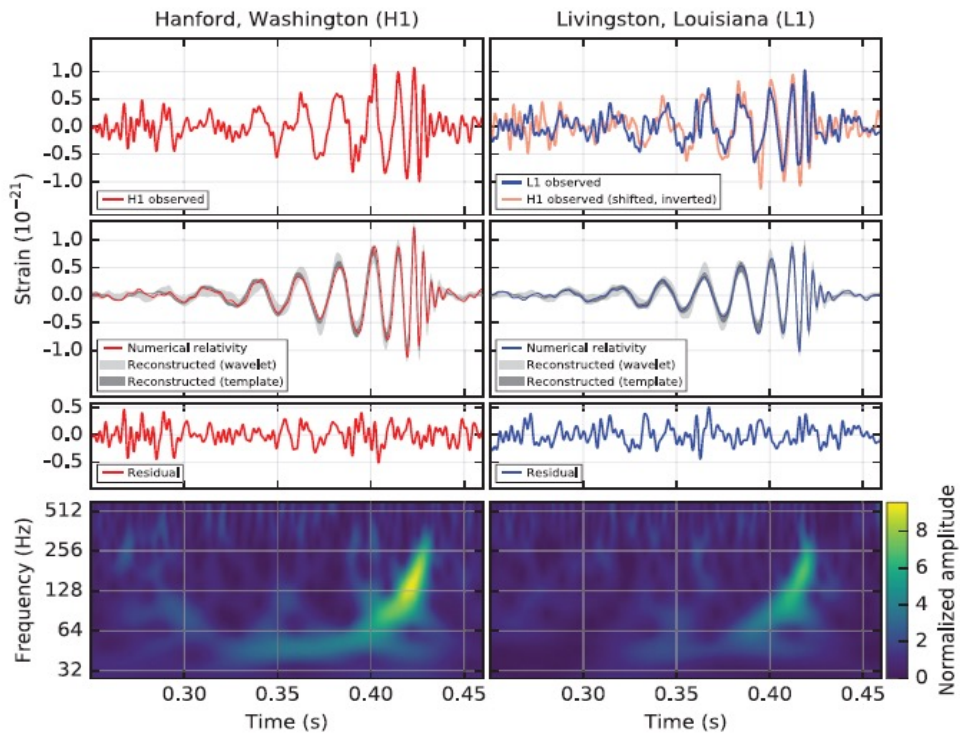 Hanford, Washington (H1)
Livingston, Louisiana (L1)
Strain (10⁻²¹)
1.0
0.5
0.0
-0.5
-1.0
H1 observed
L1 observed
H1 observed (shifted, inverted)
1.0
0.5
0.0
-0.5
-1.0
Numerical relativity
Reconstructed (wavelet)
Reconstructed (template)
Numerical relativity
Reconstructed (wavelet)
Reconstructed (template)
0.5
0.0
-0.5
Residual
Residual
Frequency (Hz)
512
256
128
64
32
0.30 0.35 0.40 0.45
Time (s)
0.30 0.35 0.40 0.45
Time (s)
8
6
4
2
0
Normalized amplitude